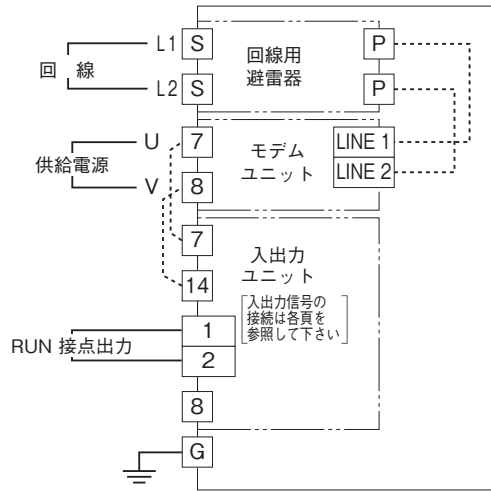 回 線
L1
S
L2
S
回線用
避雷器
P
P
供給電源
U
7
V
8
モデム
ユニット
LINE 1
LINE 2
7
14
入出力
ユニット
入出力信号の
接続は各頁を
参照して下さい
RUN 接点出力
1
2
8
G